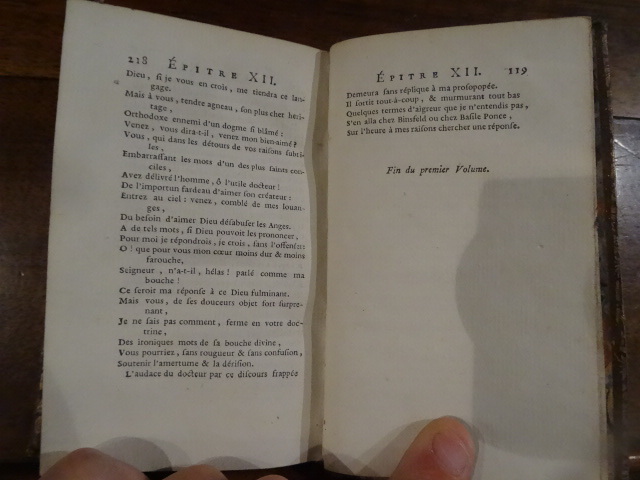 218 ÉPITRE XII.
Dieu, si je vous en crois, me tiendra ce lan-
gage.
Mais à vous, tendre agneau, son plus cher héri-
tage,
Orthodoxe ennemi d'un dogme si blâmé :
Venez, vous dira-t-il, venez mon bien-aimé ?
Vous, qui dans les détours de vos raisons subti-
les,
Embarrassant les mots d'un des plus saints con-
ciles,
Avez délivré l'homme, ô l'utile docteur !
De l'importun fardeau d'aimer son créateur :
Entrez au ciel : venez, comblé de mes louan-
ges,
Du besoin d'aimer Dieu désabuser les Anges.
A de tels mots, si Dieu pouvoit les prononcer,
Pour moi je répondrois, je crois, sans l'offenser :
O ! que pour vous mon cœur moins dur & moins
farouche,
Seigneur, n'a-t-il, hélas ! parlé comme ma
bouche !
Ce seroit ma réponse à ce Dieu fulminant.
Mais vous, de ses douceurs objet fort surpre-
nant,
Je ne sais pas comment, ferme en votre doc-
trine,
Des ironiques mots de sa bouche divine,
Vous pourriez, sans rougueur & sans confusion,
Soutenir l'amertume & la dérision.
L'audace du docteur par ce discours frappée
ÉPITRE XII. 119
Demeura sans réplique à ma prosopopée.
Il sortit tout-à-coup, & murmurant tout bas
Quelques termes d'aigreur que je n'entendis pas,
S'en alla chez Binsfeld ou chez Basile Ponce,
Sur l'heure à mes raisons chercher une réponse.
Fin du premier Volume.